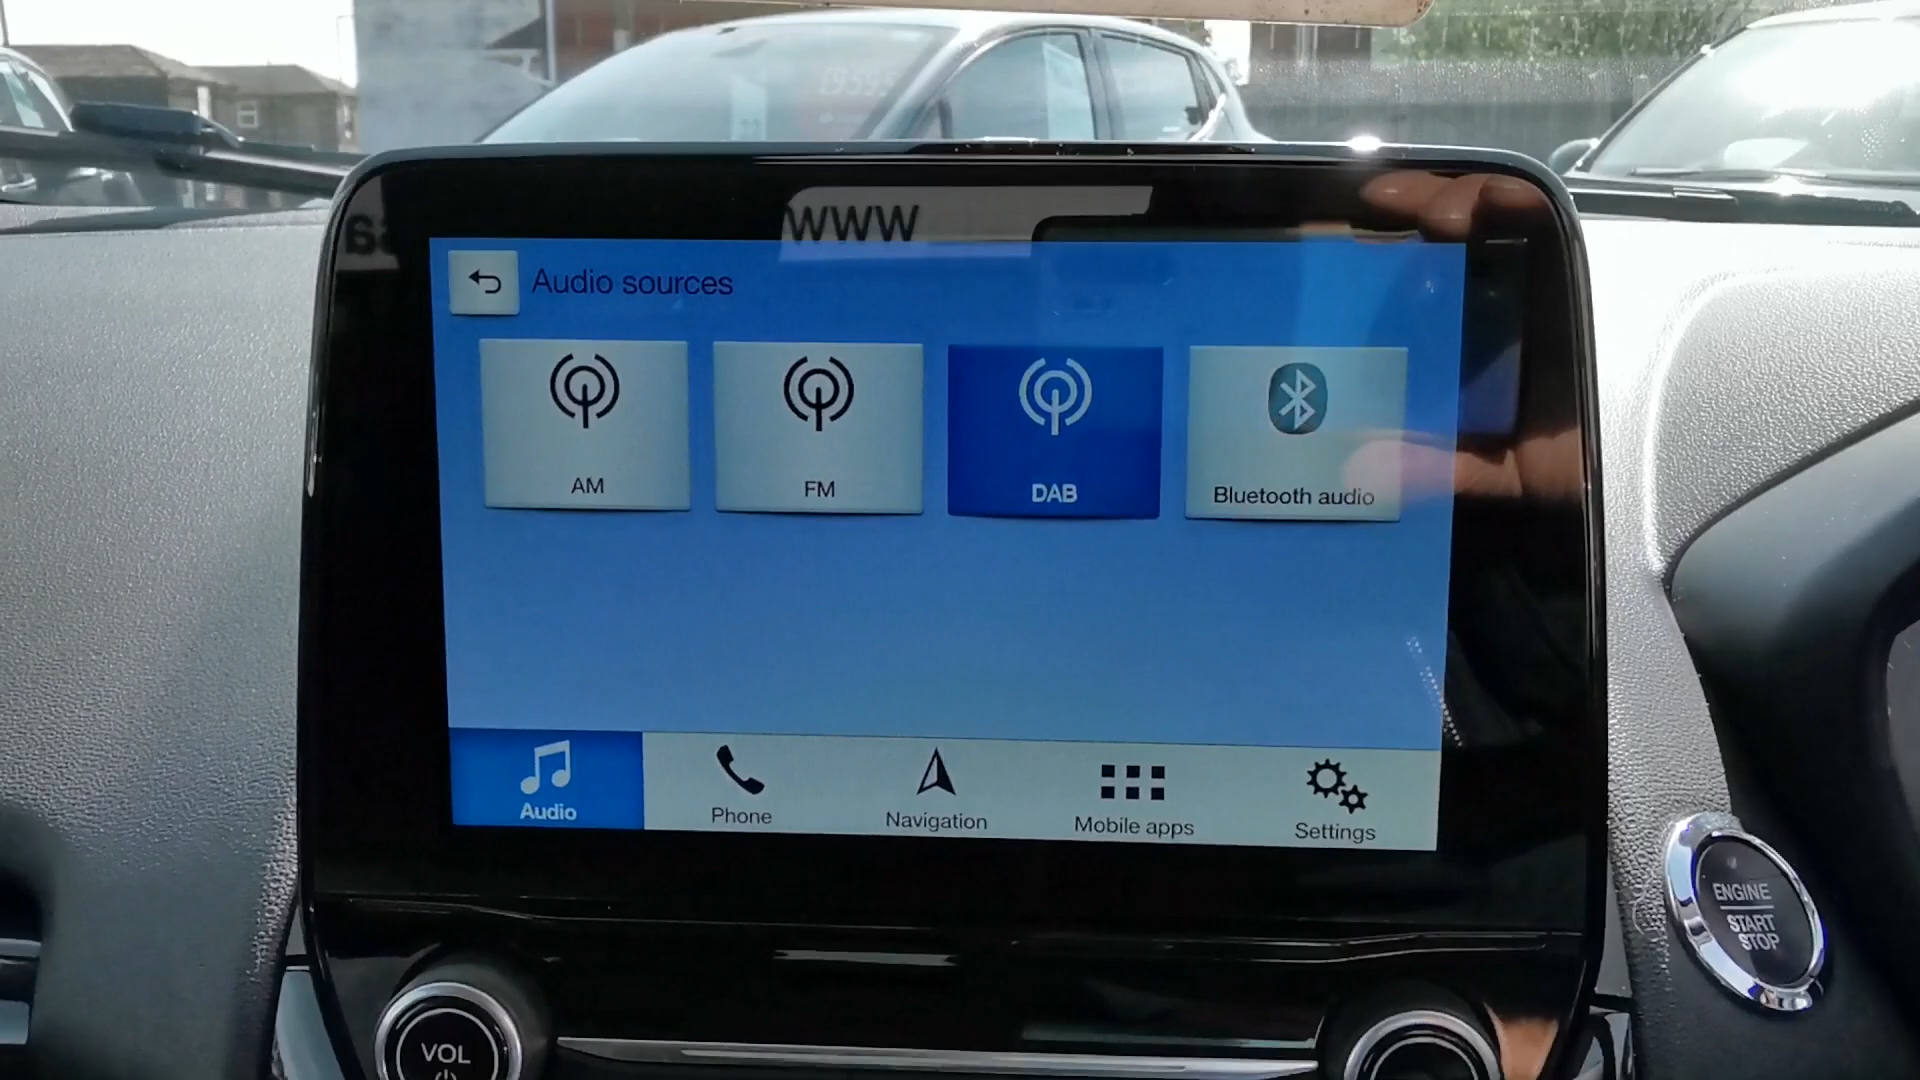 WWW
Audio sources
AM
FM
DAB
Bluetooth audio
Audio
Phone
Navigation
Mobile apps
Settings
ENGINE
START
STOP
VOL